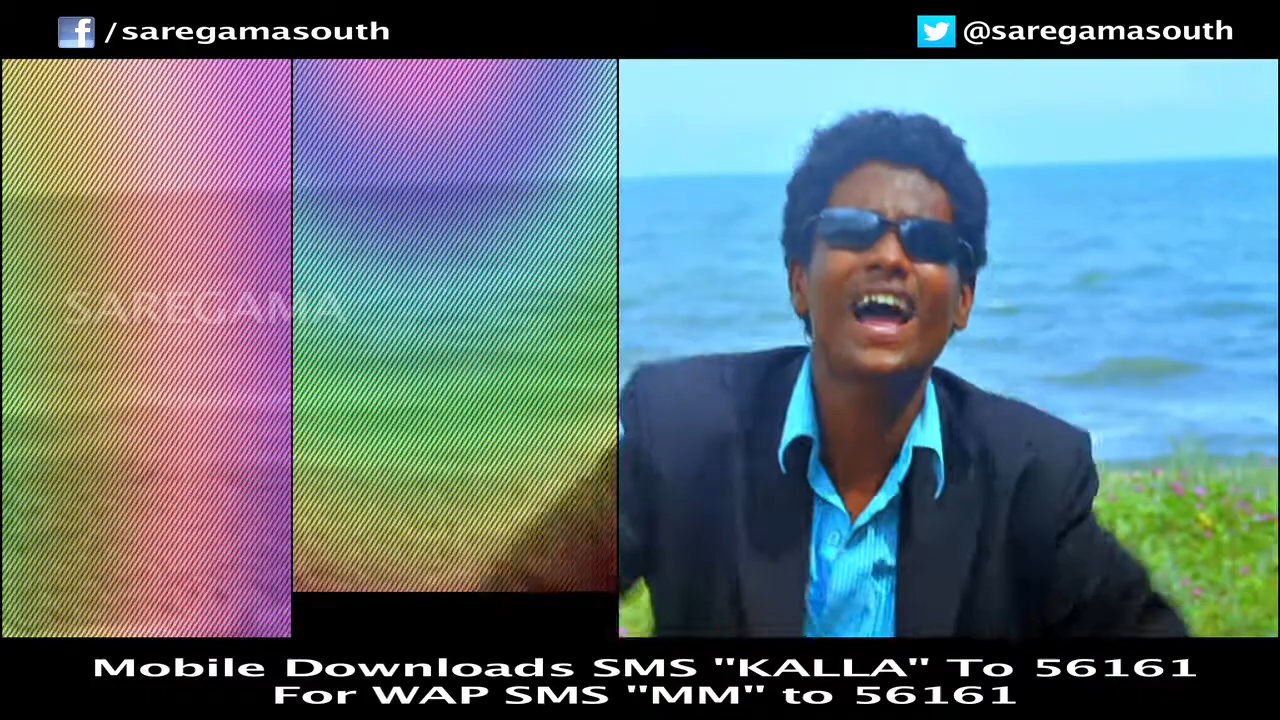 /saregamasouth
@saregamasouth
SAREGAMA
Mobile Downloads SMS "KALLA" To 56161
For WAP SMS "MM" to 56161